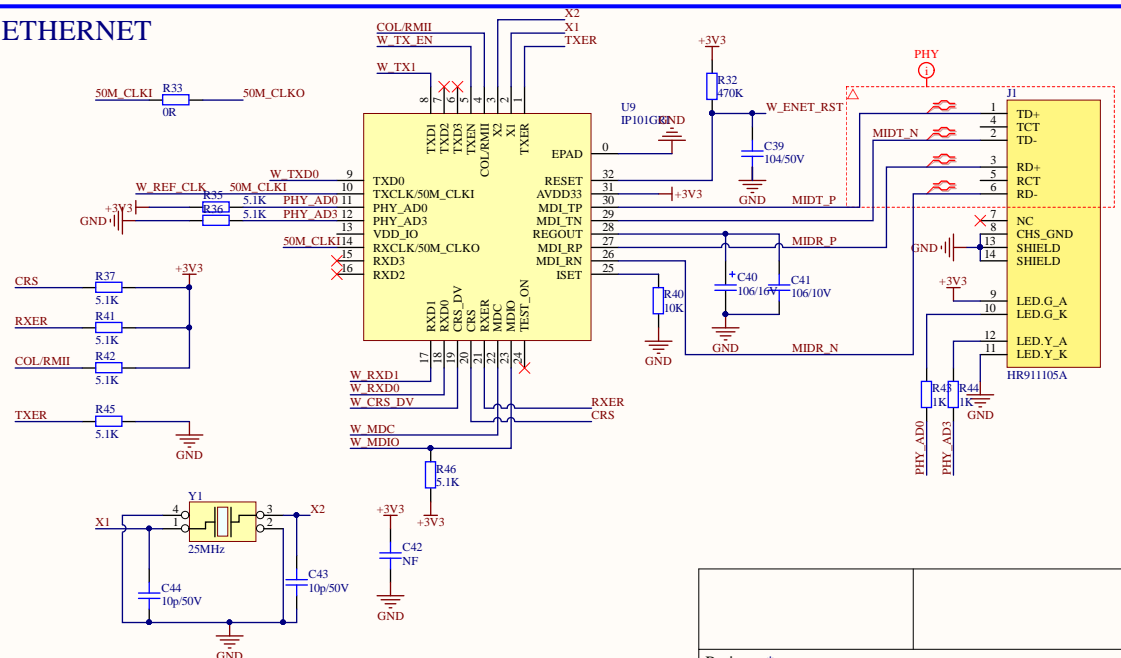 ETHERNET
50M_CLKI
R33
0R
50M_CLKO
COL/RMII
W_TX_EN
W_TX1
X2
X1
TXER
8
7
6
5
4
3
2
1
TXD1
TXD2
TXD3
TXEN
COL/RMII
X2
X1
TXER
U9
+3V3
R32
470K
GND
W_ENET_RST
C39
104/50V
GND
EPAD
0
RESET
32
AVDD33
31
+3V3
MDI_TP
30
MIDT_P
MDI_TN
29
REGOUT
28
MDI_RP
27
MIDR_P
MDI_RN
26
ISET
25
W_TXD0
9
TXD0
W_REF_CLK
50M_CLKI
10
TXCLK/50M_CLKI
+3V3
R35
5.1K
PHY_AD0
11
PHY_AD0
GND
R36
5.1K
PHY_AD3
12
PHY_AD3
13
VDD_IO
50M_CLKI
14
RXCLK/50M_CLKO
15
RXD3
16
RXD2
RXD1
RXD0
CRS_DV
CRS
RXER
MDC
MDIO
TEST_ON
17
18
19
20
21
22
23
24
W_RXD1
W_RXD0
W_CRS_DV
RXER
CRS
W_MDC
W_MDIO
R46
5.1K
+3V3
CRS
R37
5.1K
+3V3
RXER
R41
5.1K
COL/RMII
R42
5.1K
TXER
R45
5.1K
GND
R40
10K
GND
C40
106/16V
C41
106/10V
GND
MIDR_N
PHY
i
J1
MIDT_N
1
TD+
4
TCT
2
TD-
3
RD+
5
RCT
6
RD-
7
NC
8
CHS_GND
GND
13
SHIELD
14
SHIELD
+3V3
9
LED.G_A
10
LED.G_K
12
LED.Y_A
11
LED.Y_K
HR911105A
R43
1K
R44
1K
GND
PHY_AD0
PHY_AD3
Y1
X1
4
1
3
2
X2
25MHz
C44
10p/50V
C43
10p/50V
GND
+3V3
C42
NF
GND